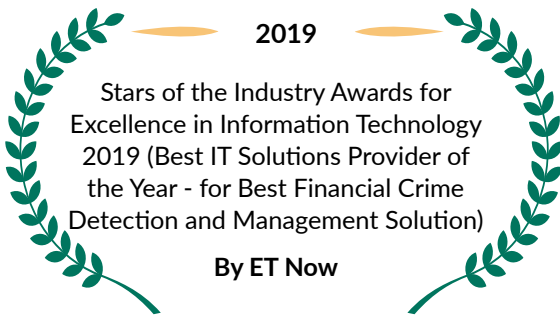 2019
Stars of the Industry Awards for
Excellence in Information Technology
2019 (Best IT Solutions Provider of
the Year - for Best Financial Crime
Detection and Management Solution)
By ET Now